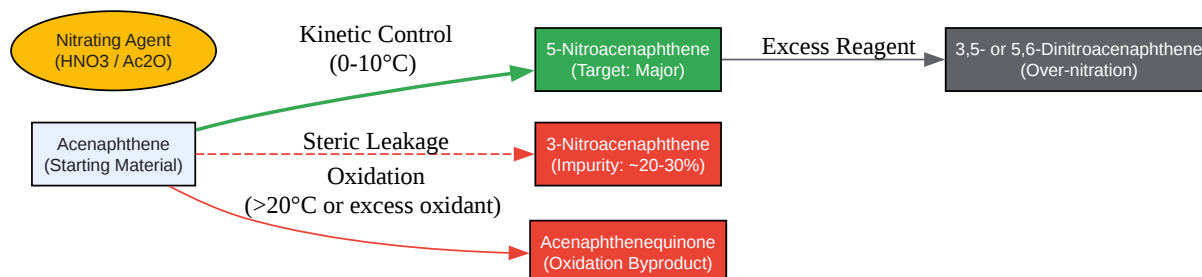 Nitrating Agent
(HNO3 / Ac2O)
Kinetic Control
(0-10°C)
5-Nitroacenaphthene
(Target: Major)
Excess Reagent
3,5- or 5,6-Dinitroacenaphthene
(Over-nitration)
Acenaphthene
(Starting Material)
Steric Leakage
3-Nitroacenaphthene
(Impurity: ~20-30%)
Oxidation
(>20°C or excess oxidant)
Acenaphthenequinone
(Oxidation Byproduct)